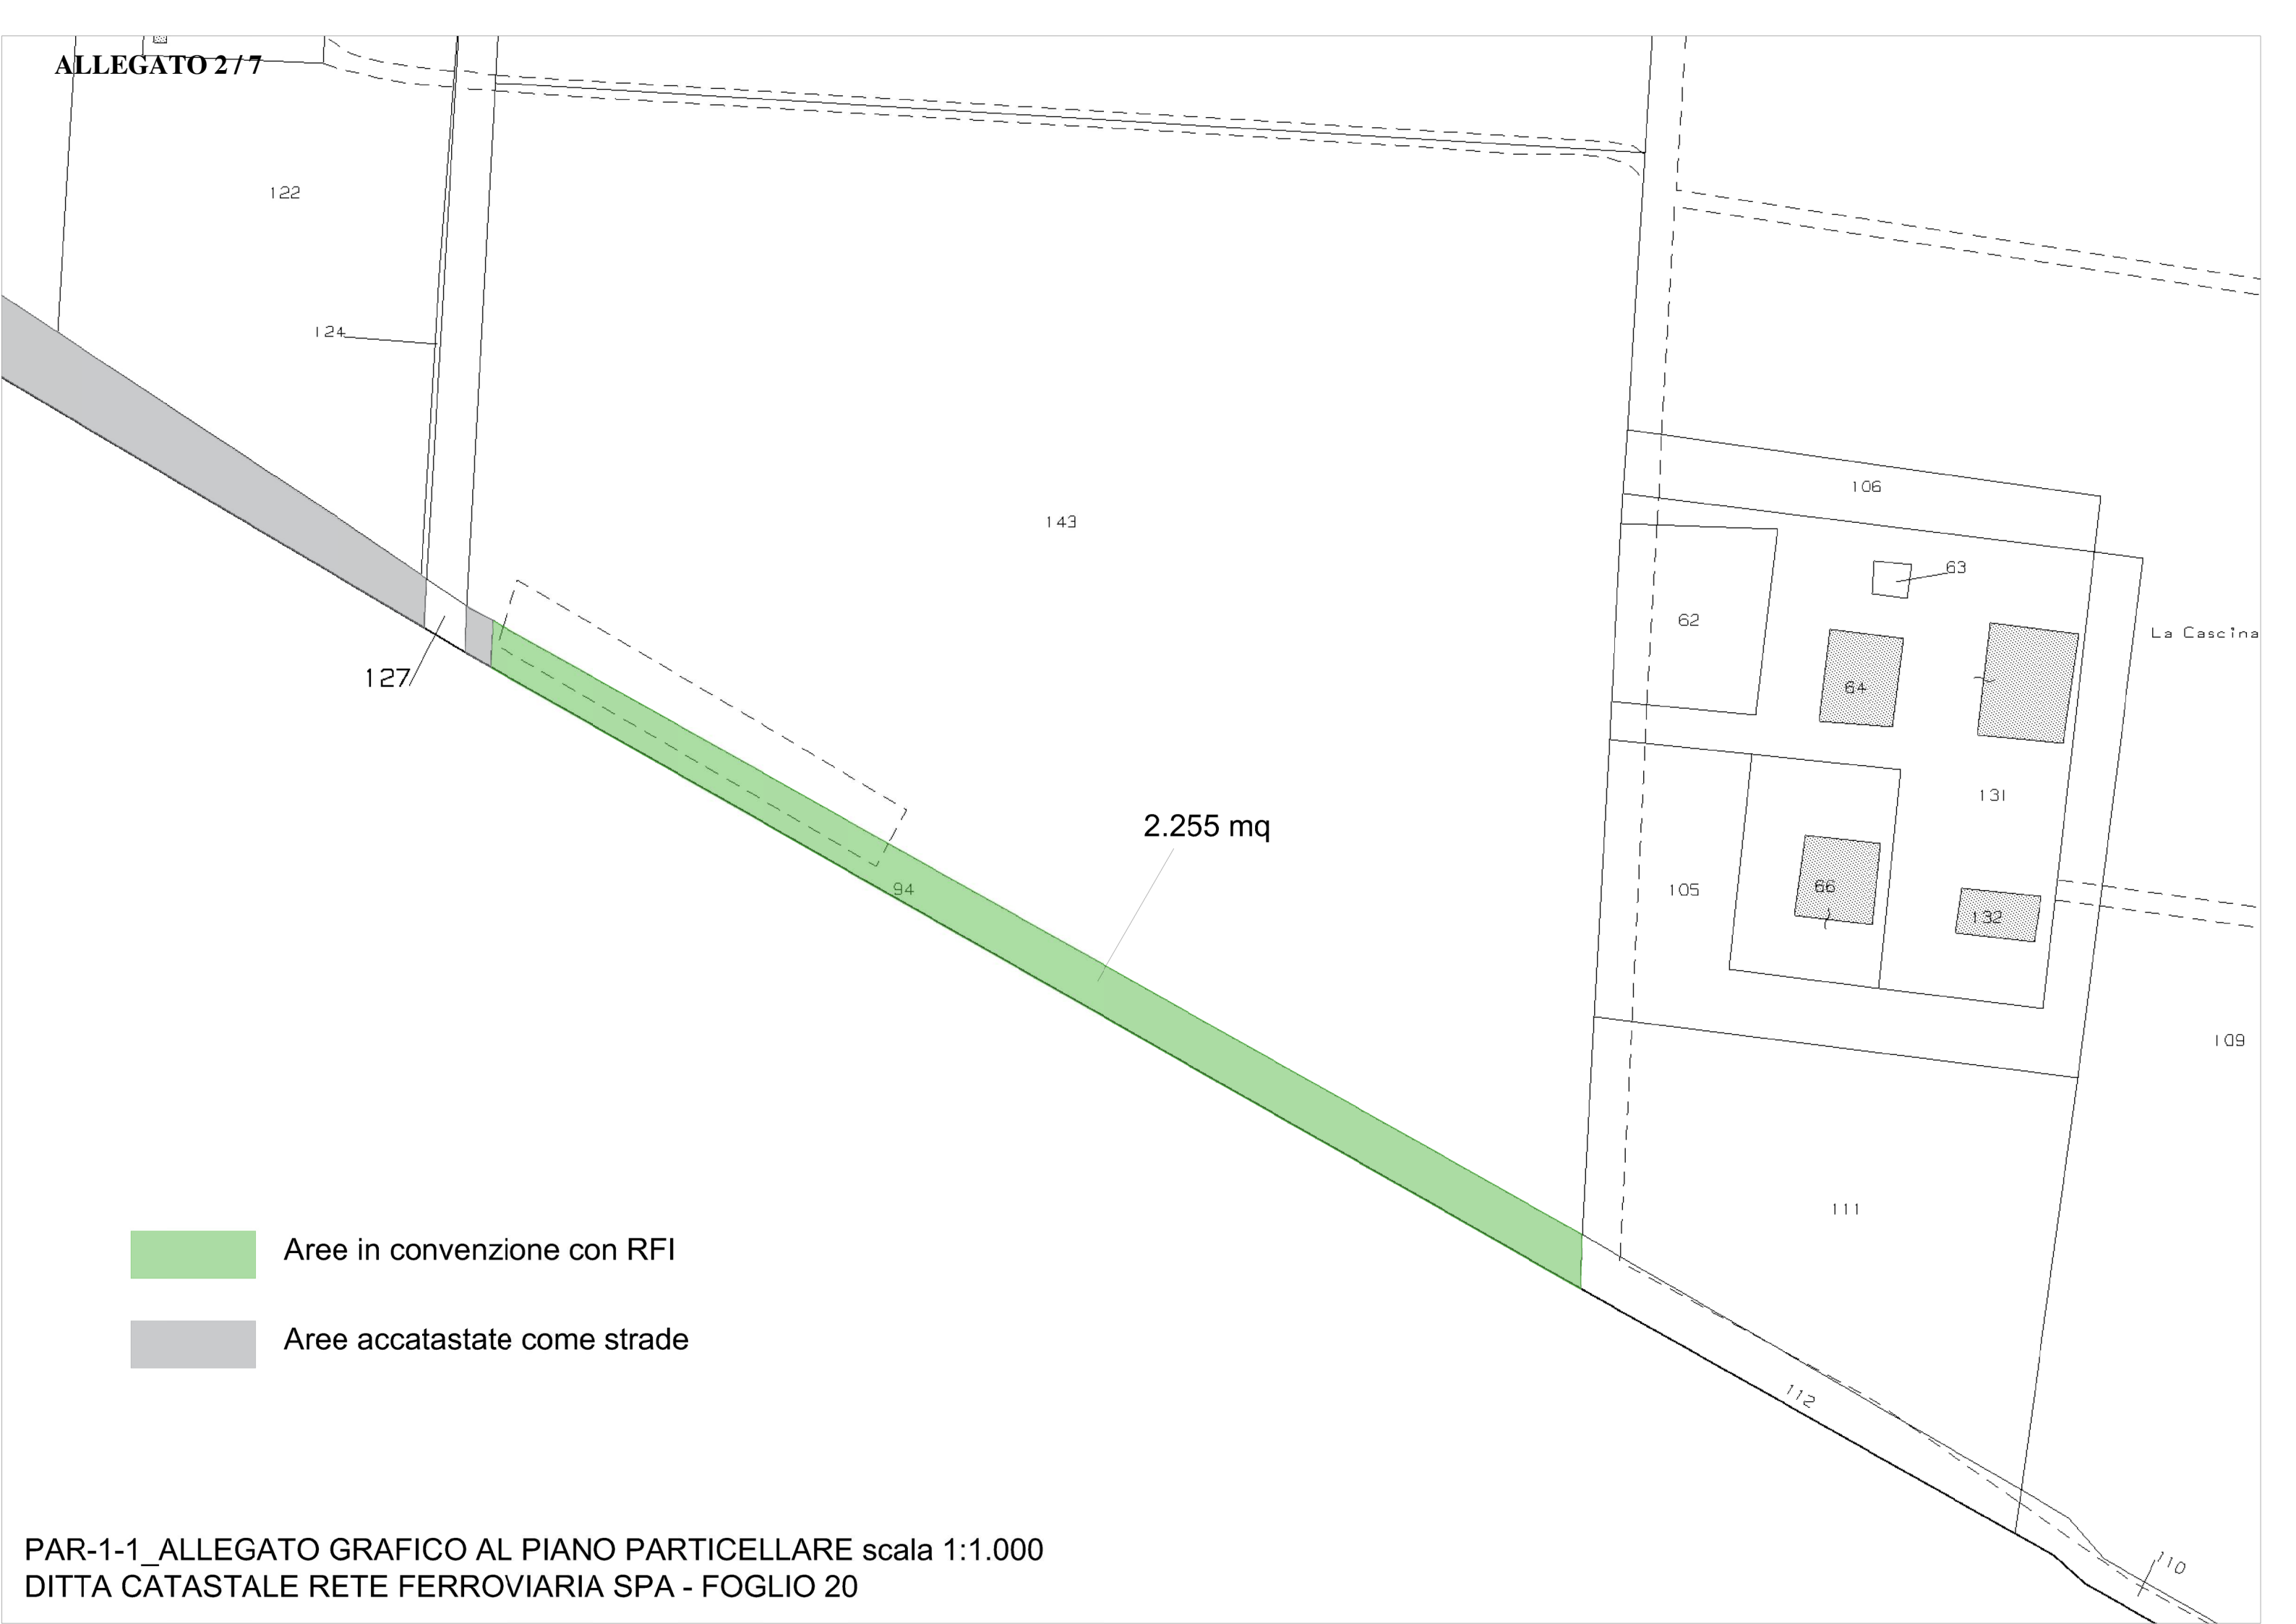 ALLEGATO 2 / 7
122
124
143
106
63
62
La Cascina
64
127
131
2.255 mq
94
105
66
132
109
111
Aree in convenzione con RFI
Aree accatastate come strade
112
PAR-1-1_ALLEGATO GRAFICO AL PIANO PARTICELLARE scala 1:1.000
110
DITTA CATASTALE RETE FERROVIARIA SPA - FOGLIO 20